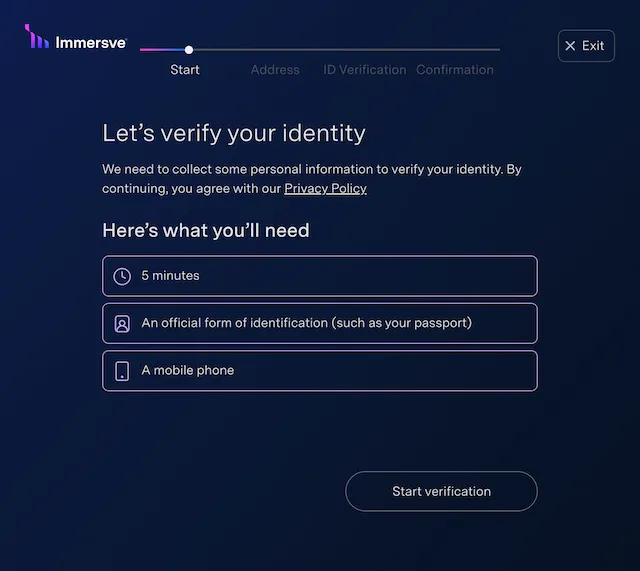 Immersve
Exit
Start
Address
ID Verification
Confirmation
Let’s verify your identity
We need to collect some personal information to verify your identity. By
continuing, you agree with our Privacy Policy
Here’s what you’ll need
5 minutes
An official form of identification (such as your passport)
A mobile phone
Start verification